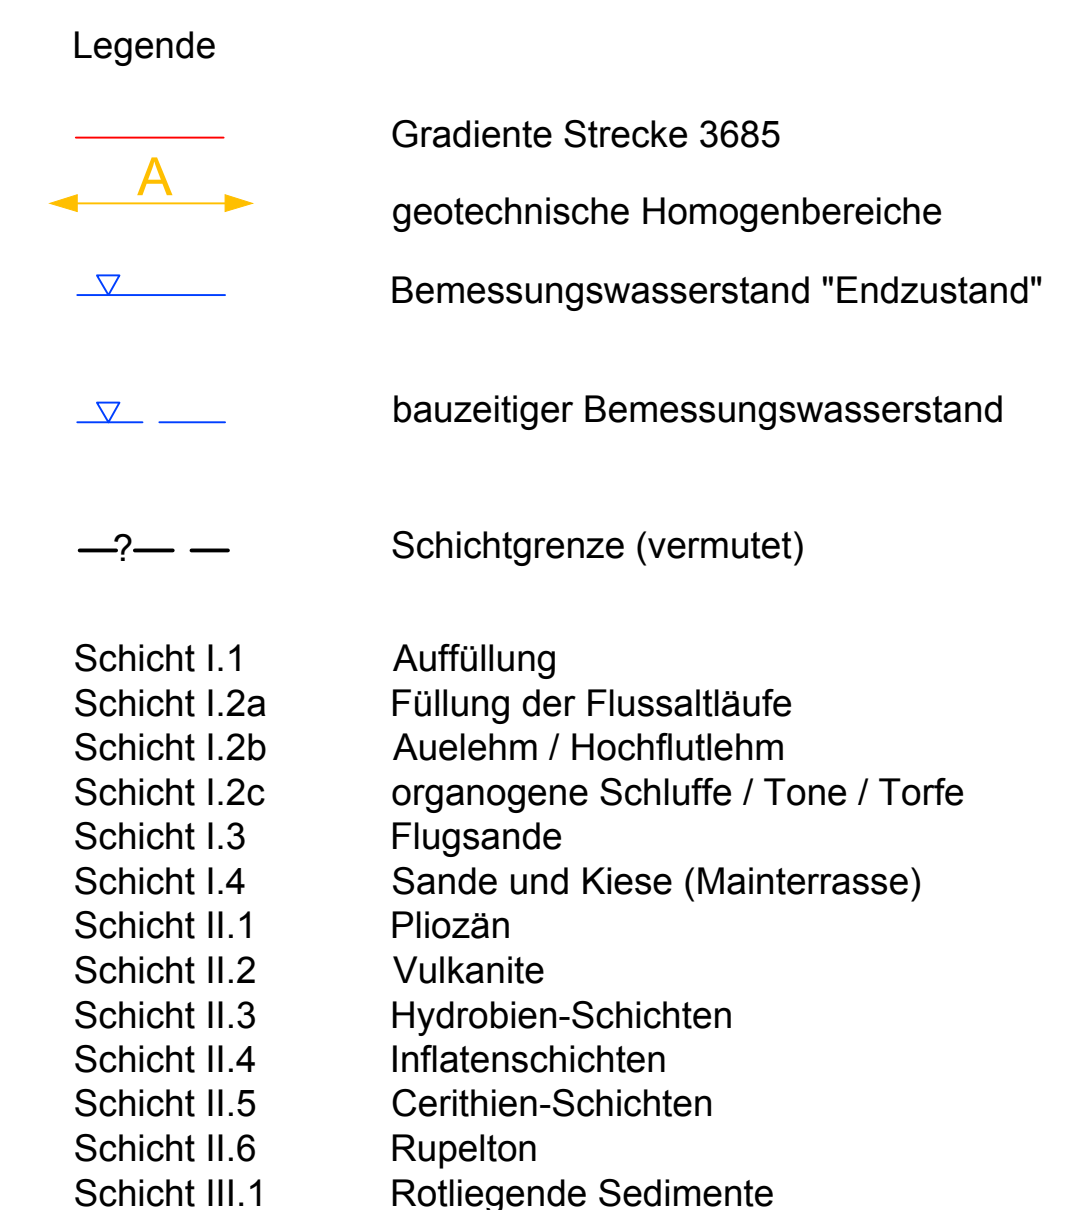 Legende
Gradiente Strecke 3685
A
geotechnische Homogenbereiche
Bemessungswasserstand "Endzustand"
bauzeitiger Bemessungswasserstand
? Schichtgrenze (vermutet)
Schicht I.1 Auffüllung
Schicht I.2a Füllung der Flussaltläufe
Schicht I.2b Auelehm / Hochflutlehm
Schicht I.2c organogene Schluffe / Tone / Torfe
Schicht I.3 Flugsande
Schicht I.4 Sande und Kiese (Mainterrasse)
Schicht II.1 Pliozän
Schicht II.2 Vulkanite
Schicht II.3 Hydrobien-Schichten
Schicht II.4 Inflatenschichten
Schicht II.5 Cerithien-Schichten
Schicht II.6 Rupelton
Schicht III.1 Rotliegende Sedimente